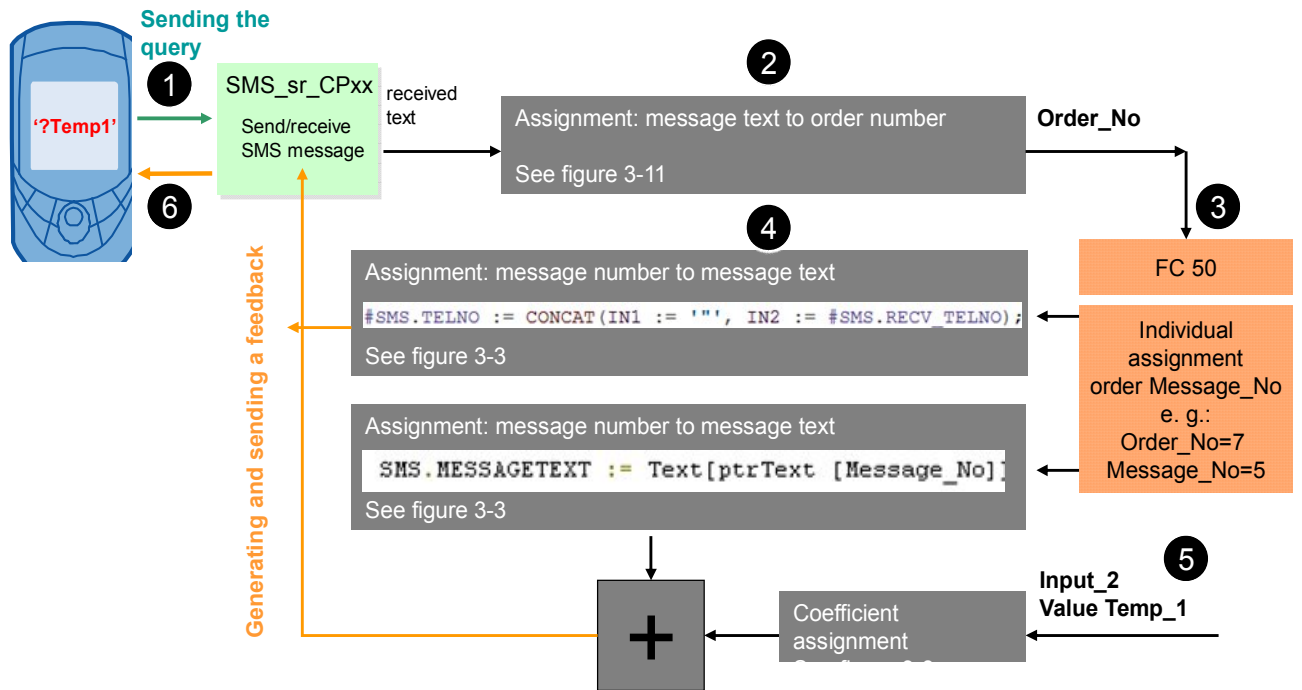 Sending the
query
1
'?Temp1'
6
SMS_sr_CPxx
Send/receive
SMS message
received
text
2
Assignment: message text to order number
See figure 3-11
Order_No
3
FC 50
Individual
assignment
order Message_No
e. g.:
Order_No=7
Message_No=5
4
Assignment: message number to message text
#SMS.TELNO := CONCAT(IN1 := '"', IN2 := #SMS.RECV_TELNO);
See figure 3-3
Assignment: message number to message text
SMS.MESSAGETEXT := Text[ptrText [Message_No]]
See figure 3-3
Generating and sending a feedback
+
Coefficient
assignment
5
Input_2
Value Temp_1